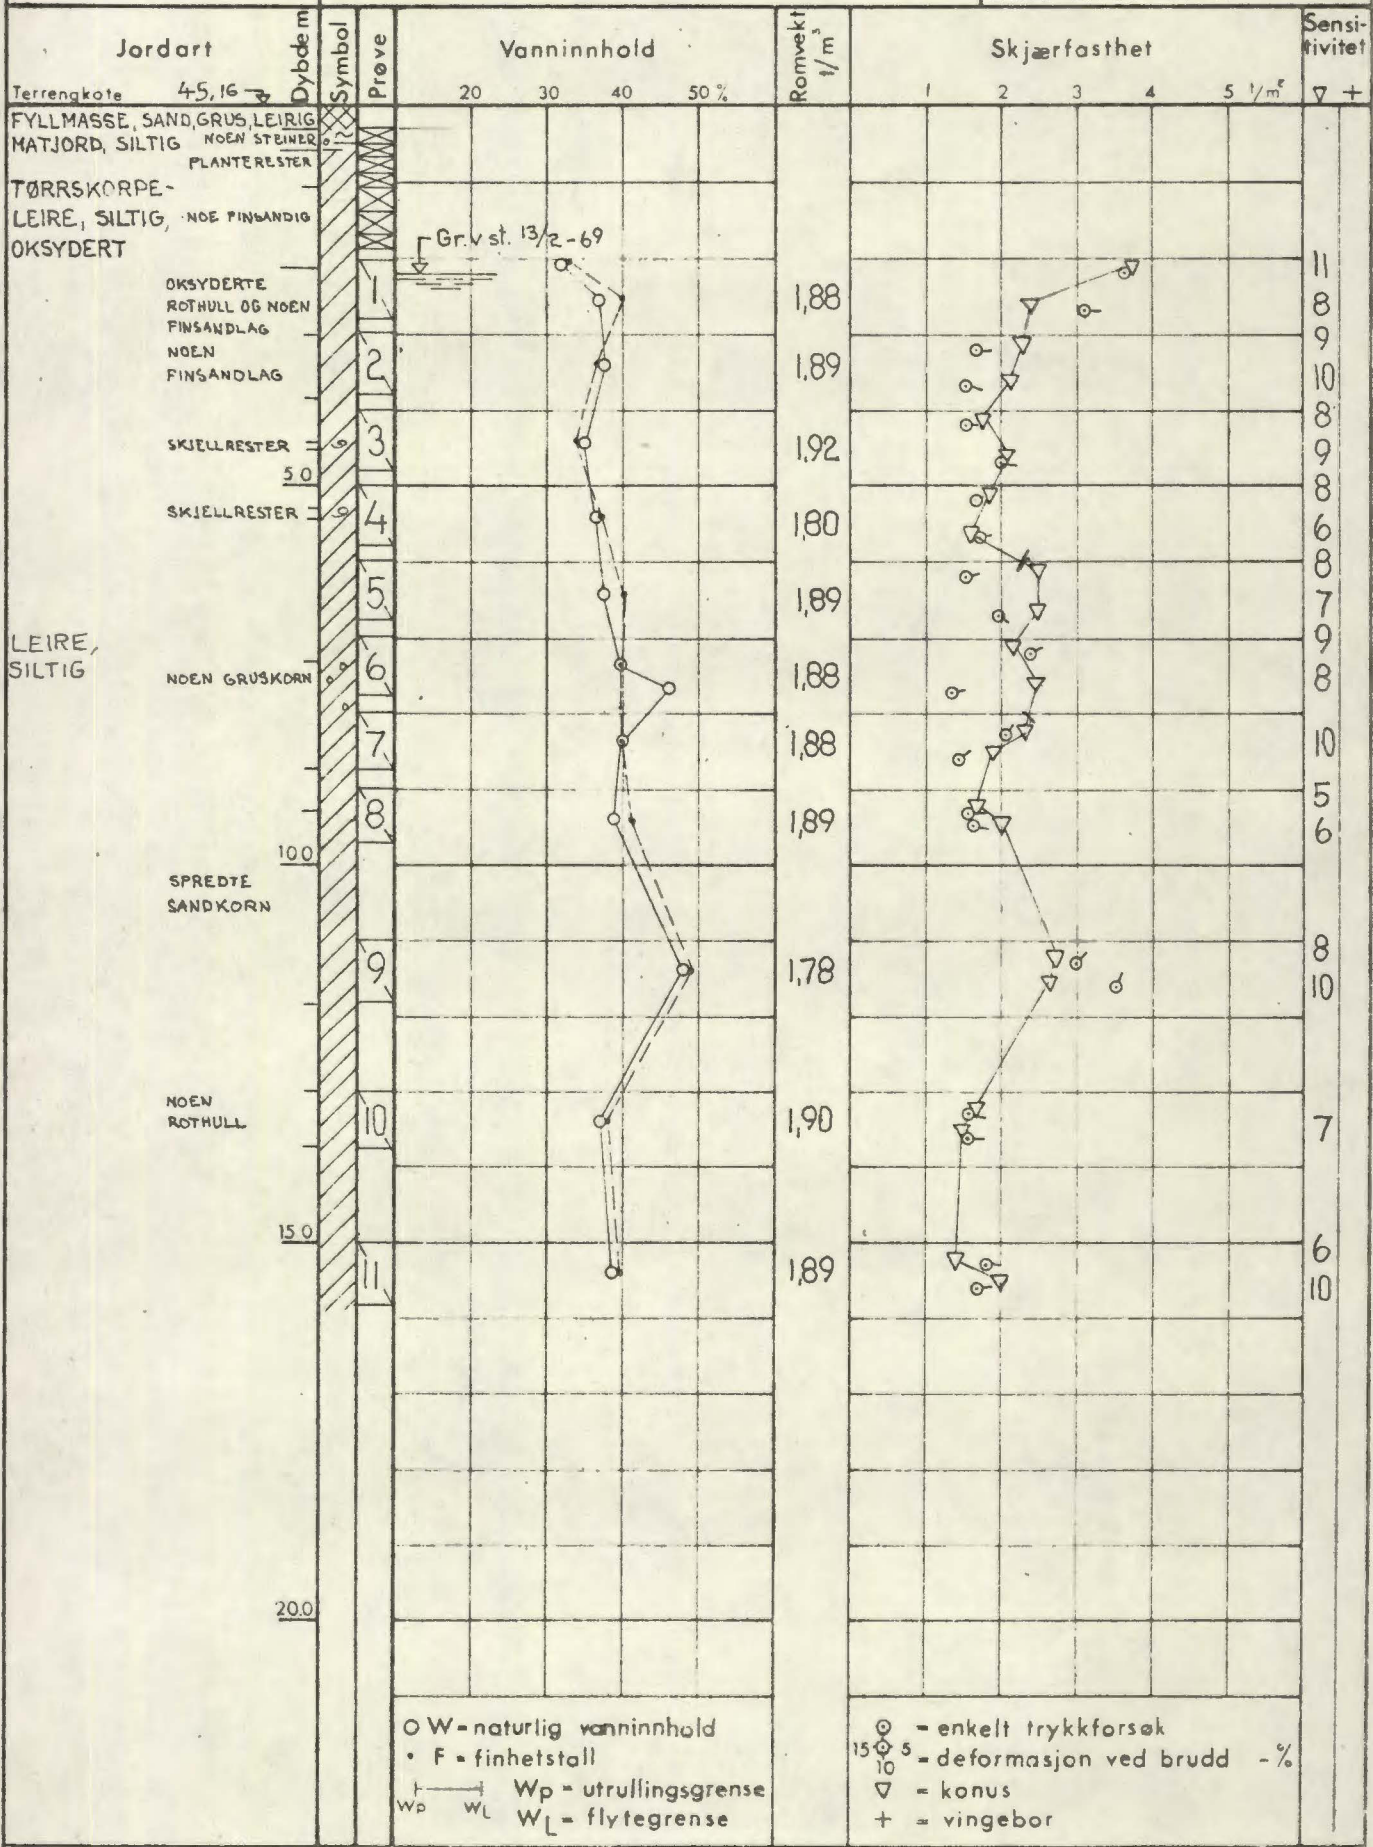 Jordart
Dybde m
Symbol
Prøve
Vanninnhold
Romvekt t/m³
Skjærfasthet
Sensi-
tivitet
Terrengkote 45,16
20 30 40 50 %
1 2 3 4 5 t/m²
▽ +
FYLLMASSE, SAND, GRUS, LEIRIG
MATJORD, SILTIG NOEN STEINER
PLANTERESTER
TØRRSKORPE-
LEIRE, SILTIG, NOE FINSANDIG
OKSYDERT
Gr.v st. 13/2-69
OKSYDERTE
ROTHULL OG NOEN
FINSANDLAG
1 1,88 11
8
NOEN
FINSANDLAG
2 1,89 9
10
SKJELLRESTER 3 1,92 8
9
5.0
SKJELLRESTER 4 1,80 8
6
5 1,89 8
7
LEIRE,
SILTIG
NOEN GRUSKORN 6 1,88 9
8
7 1,88 10
8 1,89 5
6
10.0
SPREDTE
SANDKORN
9 1,78 8
10
NOEN
ROTHULL
10 1,90 7
15.0
11 1,89 6
10
20.0
O W = naturlig vanninnhold
• F = finhetstall
Wp WL Wp = utrullingsgrense
WL = flytegrense
= enkelt trykkforsøk
15 5 10 = deformasjon ved brudd - %
▽ = konus
+ = vingebor